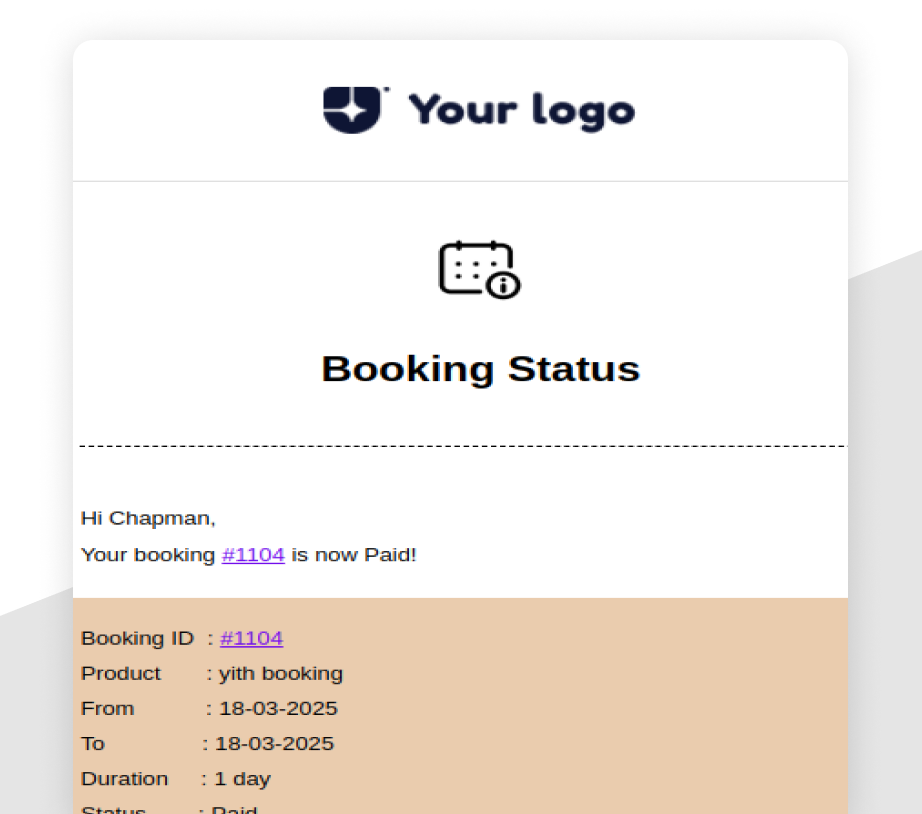 Your logo
Booking Status
Hi Chapman,
Your booking #1104 is now Paid!
Booking ID : #1104
Product : yith booking
From : 18-03-2025
To : 18-03-2025
Duration : 1 day
Status : Paid